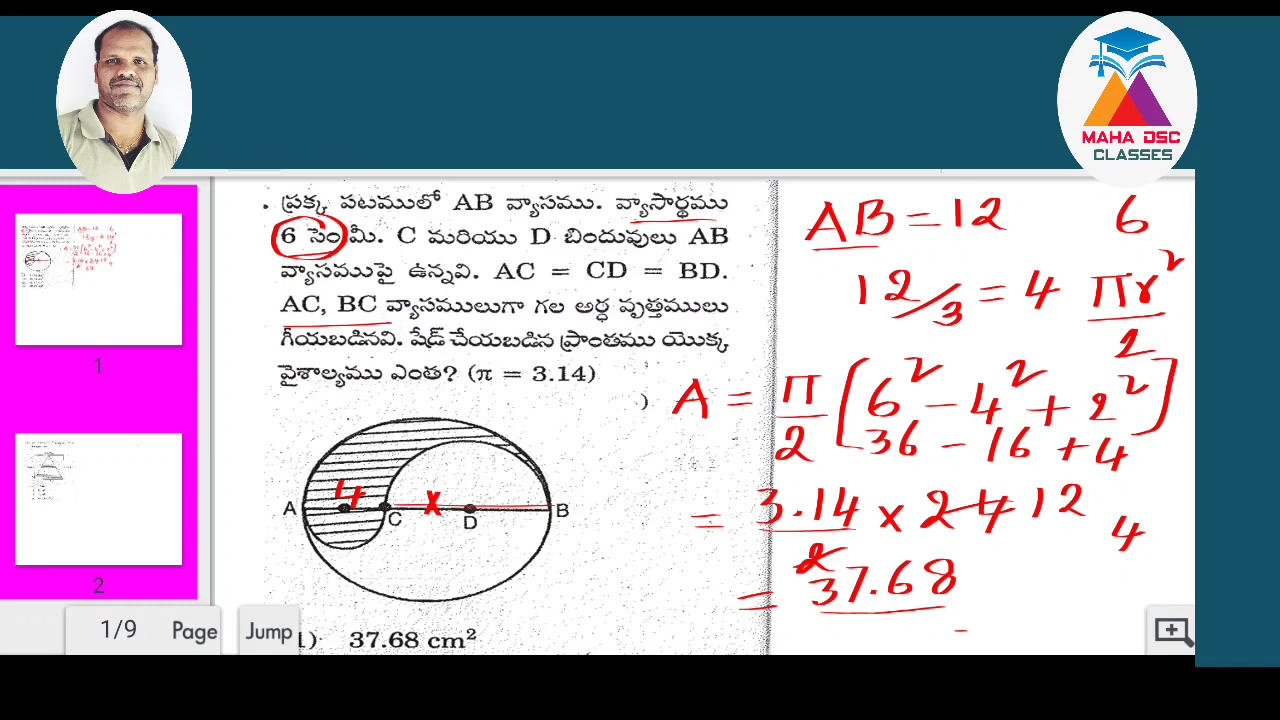 MAHA DSC
CLASSES
ప్రక్క పటములో AB వ్యాసము. వ్యాసార్థము
6 సెంమీ. C మరియు D బిందువులు AB
వ్యాసముపై ఉన్నవి. AC = CD = BD.
AC, BC వ్యాసములుగా గల అర్ధ వృత్తములు
గీయబడినవి. షేడ్ చేయబడిన ప్రాంతము యొక్క
వైశాల్యము ఎంత? (π = 3.14)
)
A
4
C
x
D
B
1) 37.68 cm²
AB = 12 6
12/3 = 4 πr²/2
A = π/2 [6² - 4² + 2²]
36 - 16 + 4
= 3.14/2 x 24 12 4
= 37.68
1
2
1/9 Page Jump